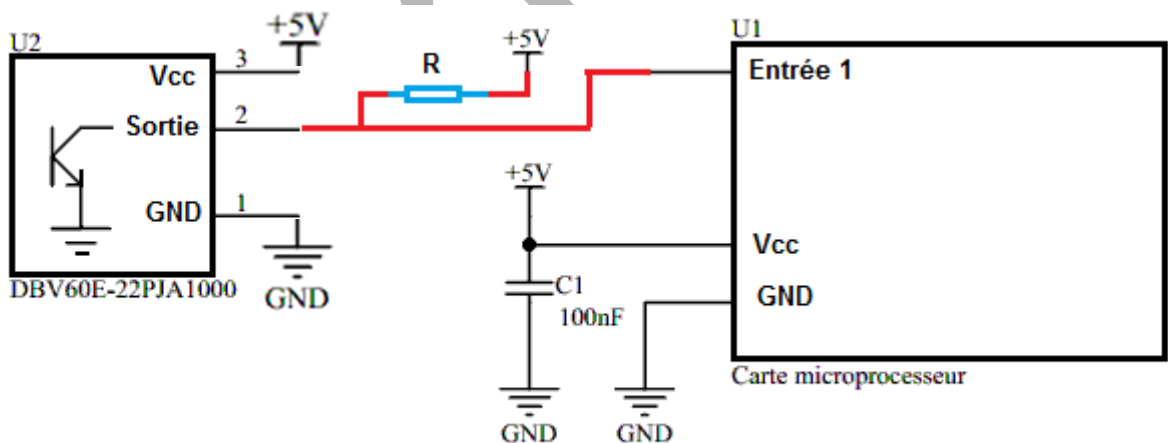 U2
+5V
Vcc
3
Sortie
2
GND
1
DBV60E-22PJA1000
GND
R
+5V
U1
Entrée 1
+5V
Vcc
C1
100nF
GND
GND
GND
Carte microprocesseur